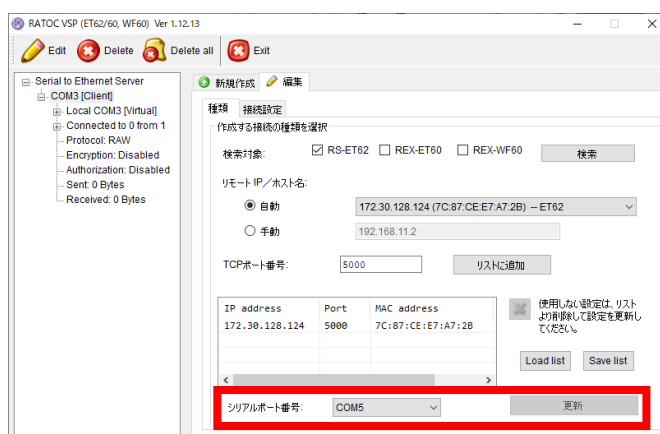 RATOC VSP (ET62/60, WF60) Ver 1.12.13
Edit Delete Delete all Exit
Serial to Ethernet Server
COM3 [Client]
Local COM3 [Virtual]
Connected to 0 from 1
Protocol: RAW
Encryption: Disabled
Authorization: Disabled
Sent: 0 Bytes
Received: 0 Bytes
新規作成 編集
種類 接続設定
作成する接続の種類を選択
検索対象: RS-ET62 REX-ET60 REX-WF60 検索
リモート IP/ホスト名:
自動 172.30.128.124 (7C:87:CE:E7:A7:2B) -- ET62
手動 192.168.11.2
TCPポート番号: 5000 リストに追加
IP address Port MAC address
172.30.128.124 5000 7C:87:CE:E7:A7:2B
使用しない設定は、リスト
より削除して設定を更新し
てください。
Load list Save list
シリアルポート番号: COM5 更新